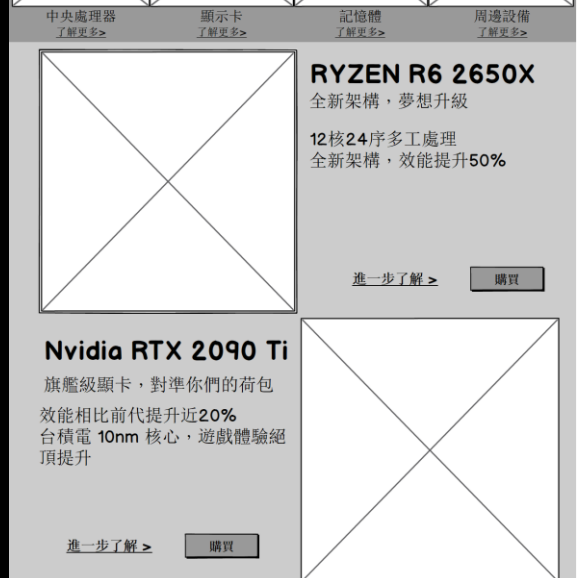 中央處理器
了解更多>
顯示卡
了解更多>
記憶體
了解更多>
周邊設備
了解更多>
RYZEN R6 2650X
全新架構，夢想升級
12核24序多工處理
全新架構，效能提升50%
進一步了解 >
購買
Nvidia RTX 2090 Ti
旗艦級顯卡，對準你們的荷包
效能相比前代提升近20%
台積電 10nm 核心，遊戲體驗絕
頂提升
進一步了解 >
購買